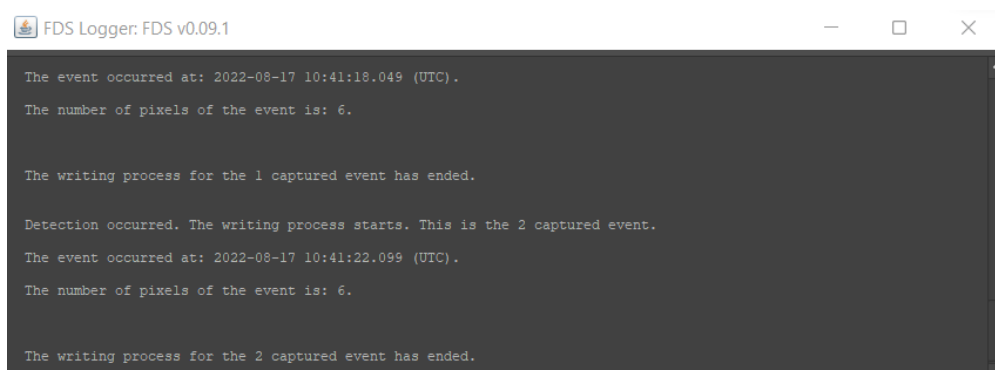 FDS Logger: FDS v0.09.1
The event occurred at: 2022-08-17 10:41:18.049 (UTC).
The number of pixels of the event is: 6.
The writing process for the 1 captured event has ended.
Detection occurred. The writing process starts. This is the 2 captured event.
The event occurred at: 2022-08-17 10:41:22.099 (UTC).
The number of pixels of the event is: 6.
The writing process for the 2 captured event has ended.